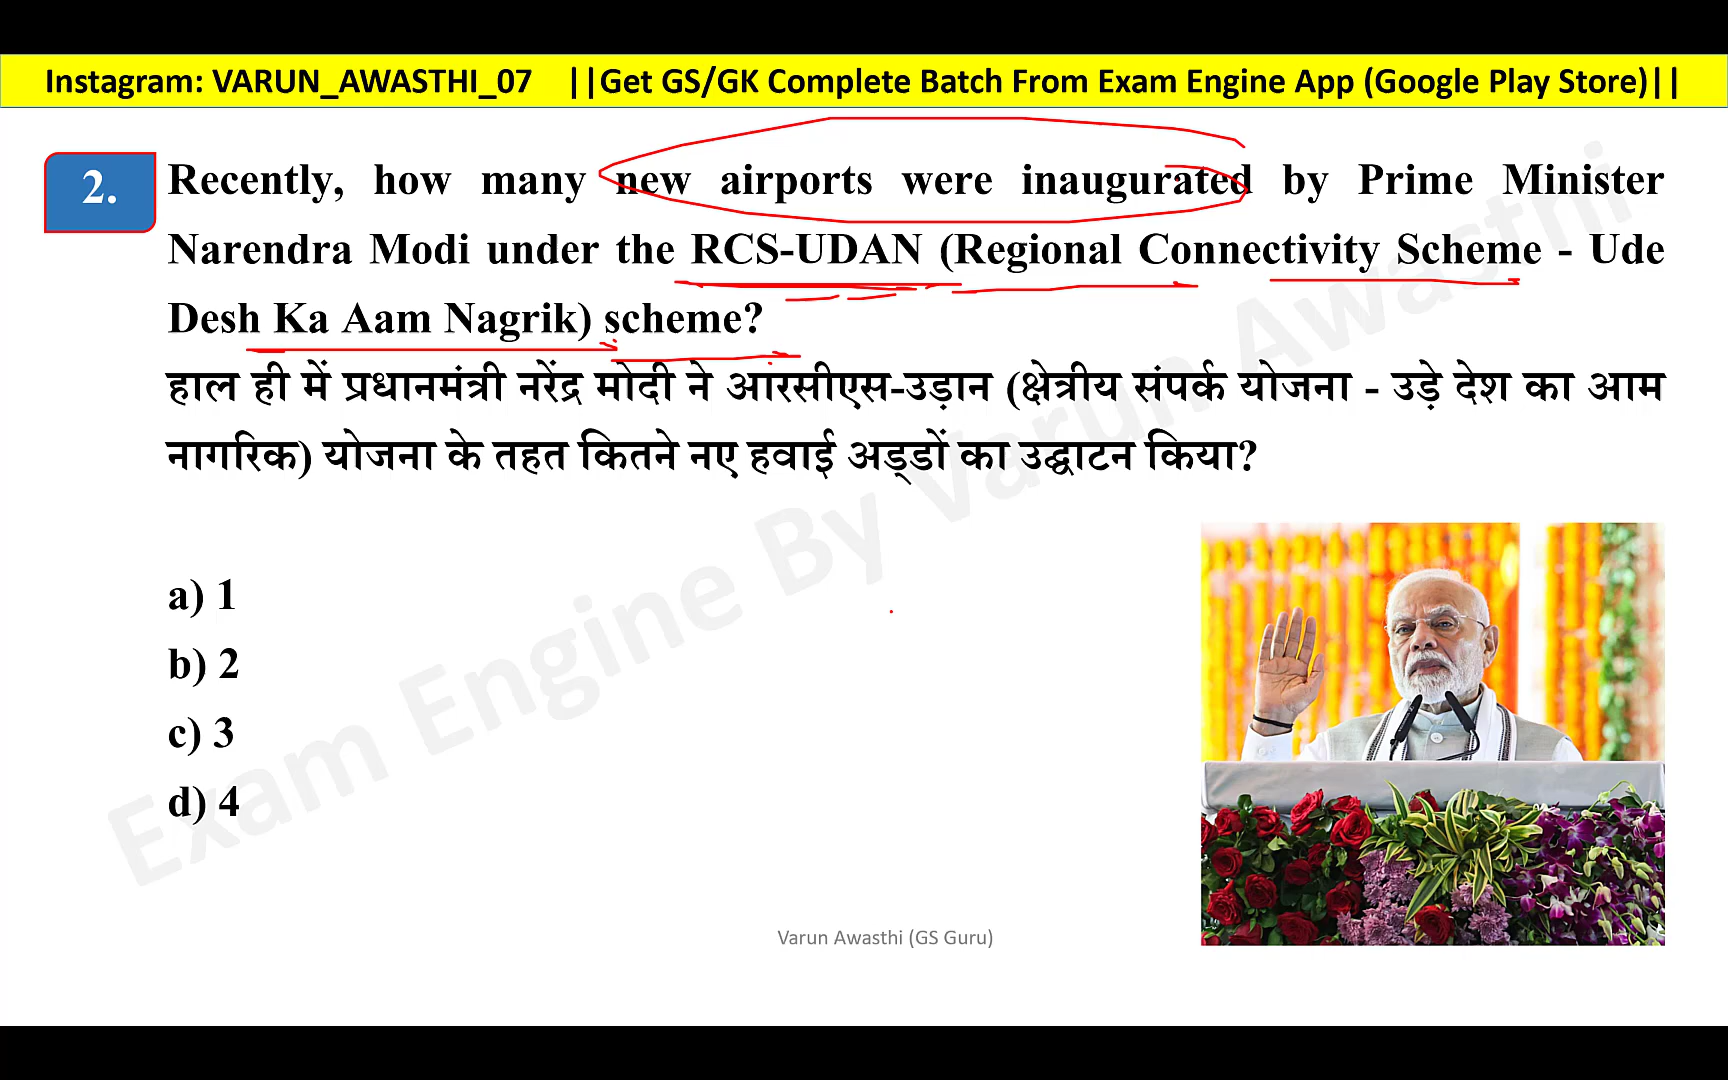 Instagram: VARUN_AWASTHI_07 ||Get GS/GK Complete Batch From Exam Engine App (Google Play Store)||
2.
Recently, how many new airports were inaugurated by Prime Minister
Narendra Modi under the RCS-UDAN (Regional Connectivity Scheme - Ude
Desh Ka Aam Nagrik) scheme?
हाल ही में प्रधानमंत्री नरेंद्र मोदी ने आरसीएस-उड़ान (क्षेत्रीय संपर्क योजना - उड़े देश का आम
नागरिक) योजना के तहत कितने नए हवाई अड्डों का उद्घाटन किया?
a) 1
b) 2
c) 3
d) 4
Exam Engine By Varun Awasthi
Varun Awasthi (GS Guru)